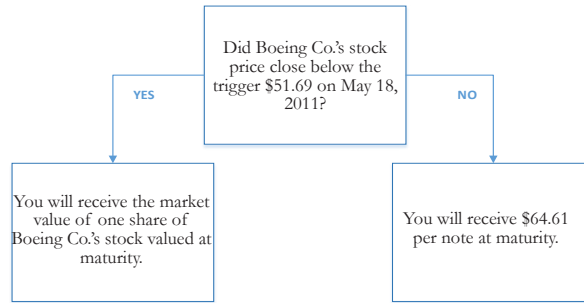 Did Boeing Co.'s stock
price close below the
trigger $51.69 on May 18,
2011?
YES
NO
You will receive the market
value of one share of
Boeing Co.'s stock valued at
maturity.
You will receive $64.61
per note at maturity.